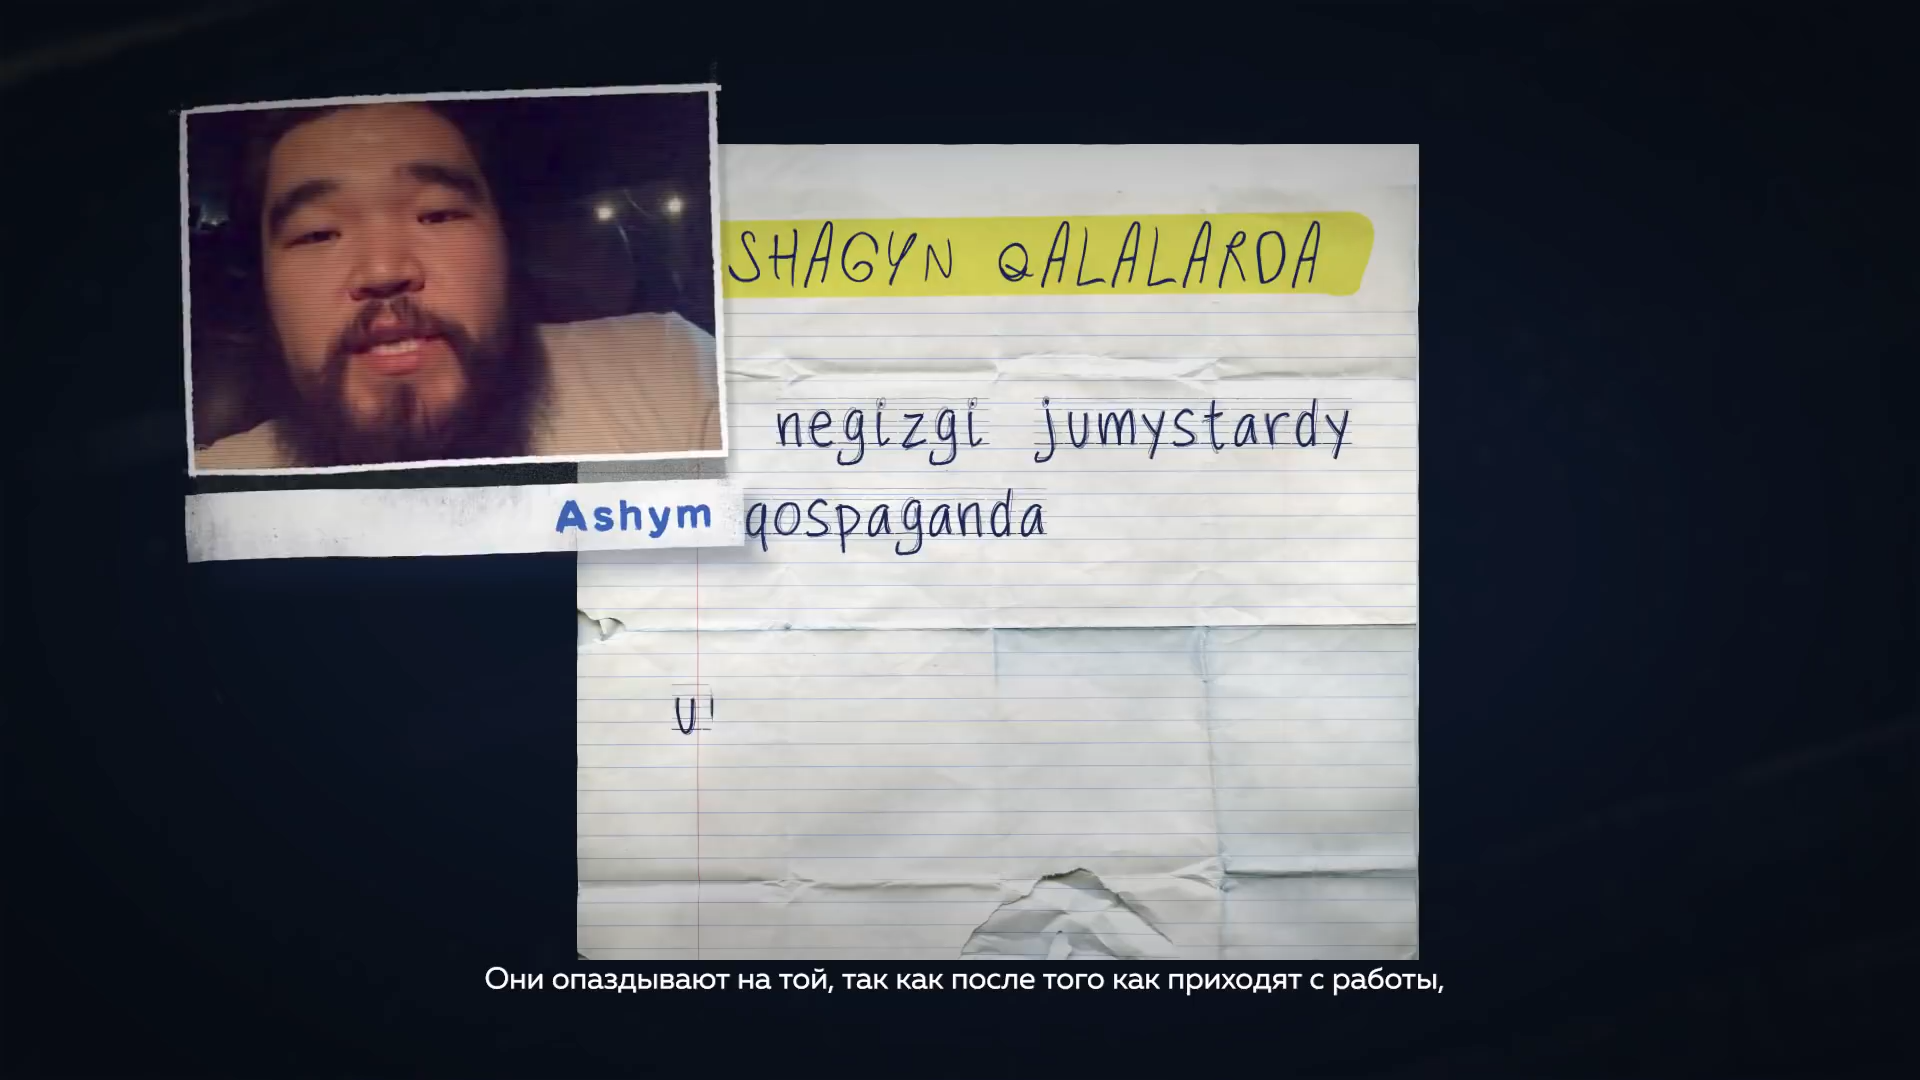 SHAGYN QALALARDA
negizgi jumystardy
qospaganda
Ashym
Они опаздывают на той, так как после того как приходят с работы,